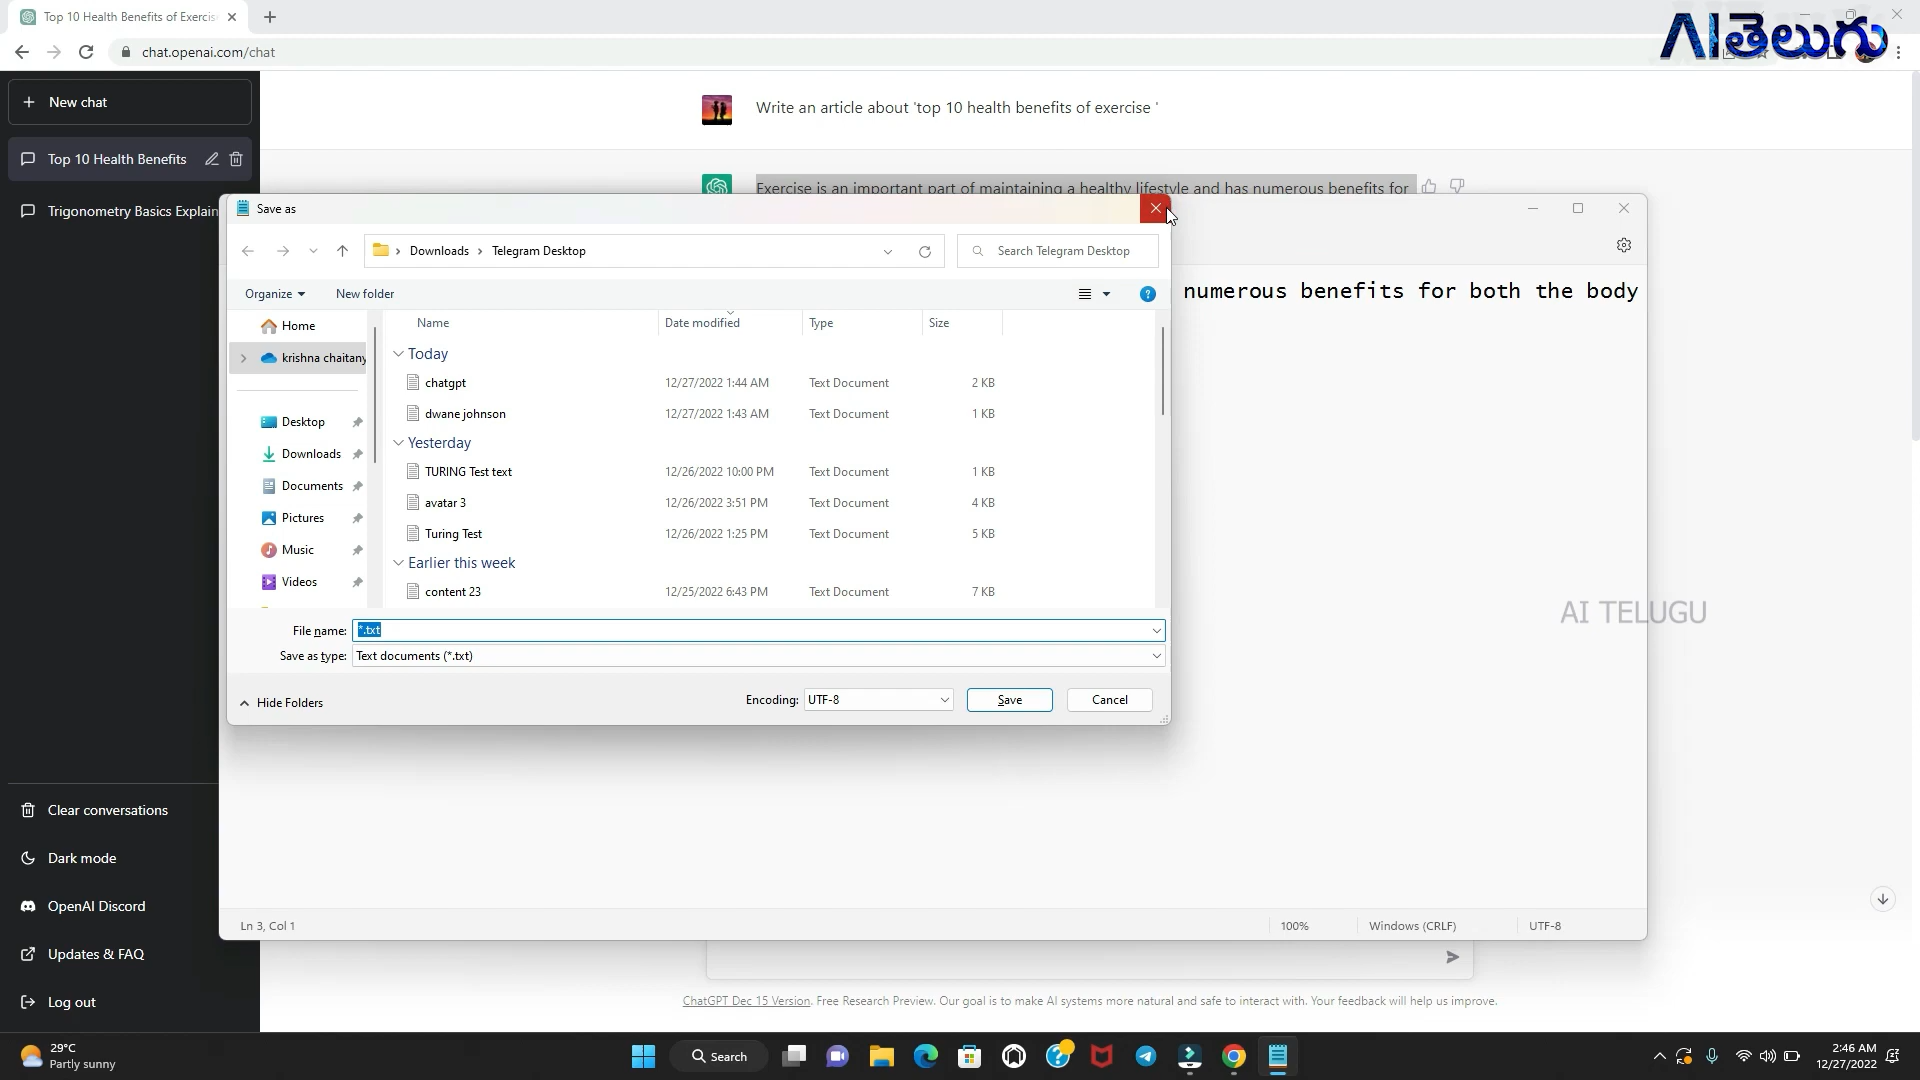 Top 10 Health Benefits of Exercis
chat.openai.com/chat
AIతెలుగు
New chat
Top 10 Health Benefits
Trigonometry Basics Explain
Write an article about 'top 10 health benefits of exercise '
Exercise is an important part of maintaining a healthy lifestyle and has numerous benefits for
Save as
Downloads
Telegram Desktop
Search Telegram Desktop
Organize
New folder
numerous benefits for both the body
Home
krishna chaitany
Desktop
Downloads
Documents
Pictures
Music
Videos
Name Date modified Type Size
Today
chatgpt 12/27/2022 1:44 AM Text Document 2 KB
dwane johnson 12/27/2022 1:43 AM Text Document 1 KB
Yesterday
TURING Test text 12/26/2022 10:00 PM Text Document 1 KB
avatar 3 12/26/2022 3:51 PM Text Document 4 KB
Turing Test 12/26/2022 1:25 PM Text Document 5 KB
Earlier this week
content 23 12/25/2022 6:43 PM Text Document 7 KB
File name: *.txt
Save as type: Text documents (*.txt)
Hide Folders
Encoding: UTF-8
Save
Cancel
AI TELUGU
Clear conversations
Dark mode
OpenAI Discord
Updates & FAQ
Log out
Ln 3, Col 1
100%
Windows (CRLF)
UTF-8
ChatGPT Dec 15 Version. Free Research Preview. Our goal is to make AI systems more natural and safe to interact with. Your feedback will help us improve.
29°C
Partly sunny
Search
2:46 AM
12/27/2022